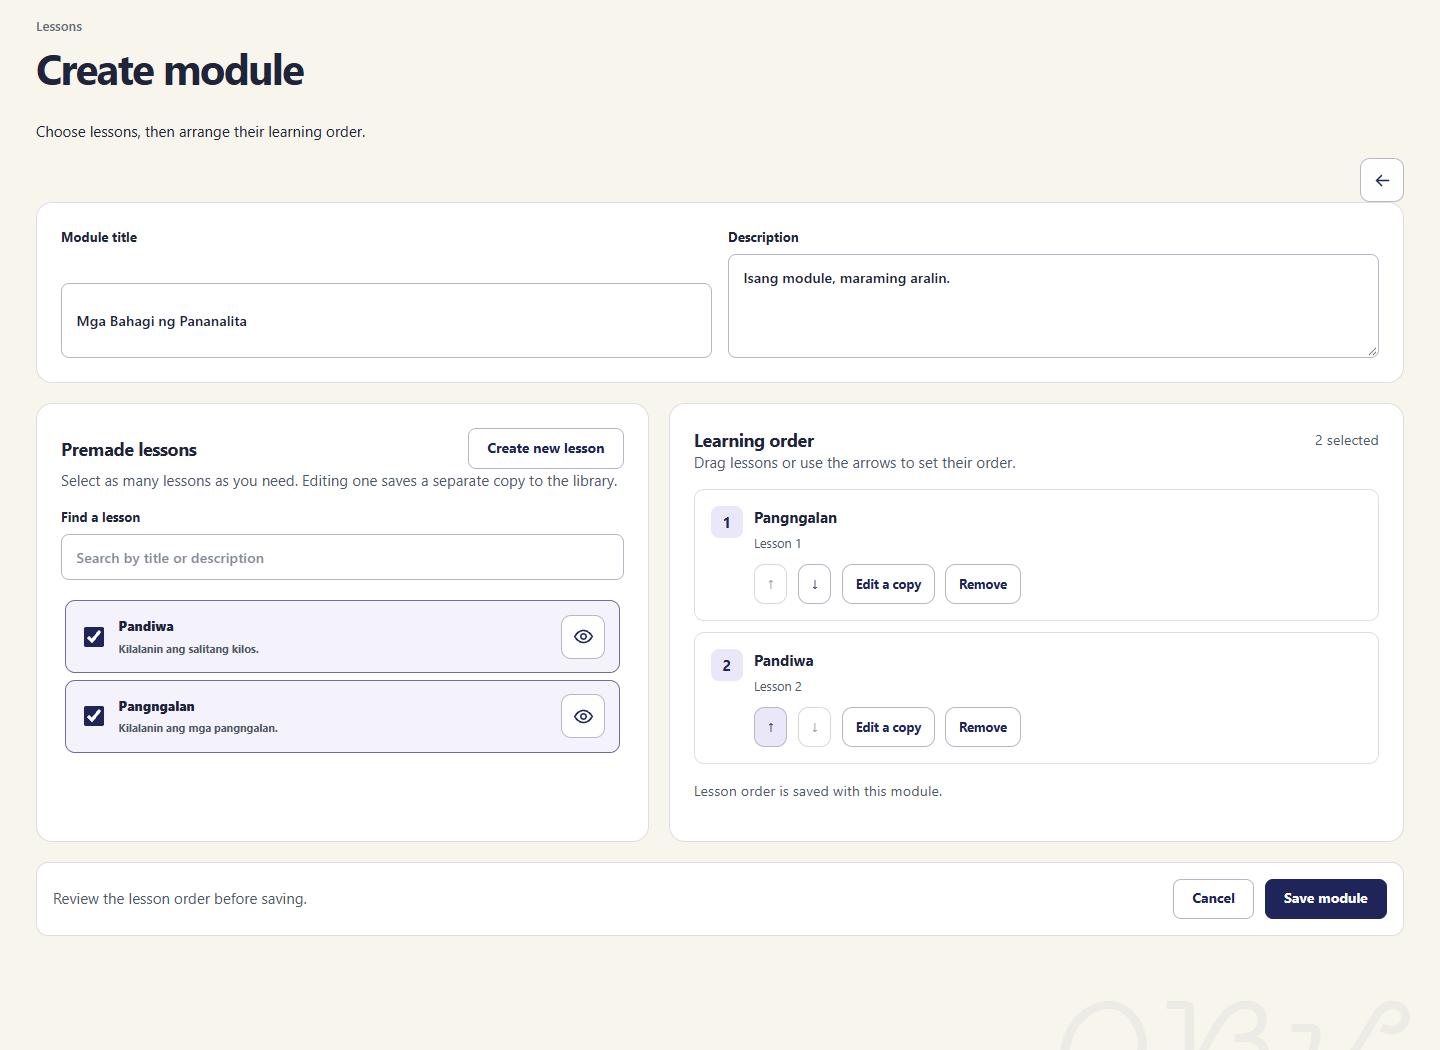 Lessons
Create module
Choose lessons, then arrange their learning order.
←
Module title
Mga Bahagi ng Pananalita
Description
Isang module, maraming aralin.
Premade lessons
Create new lesson
Select as many lessons as you need. Editing one saves a separate copy to the library.
Find a lesson
Search by title or description
Pandiwa
Kilalanin ang salitang kilos.
Pangngalan
Kilalanin ang mga pangngalan.
Learning order
2 selected
Drag lessons or use the arrows to set their order.
1 Pangngalan
Lesson 1
↑ ↓ Edit a copy Remove
2 Pandiwa
Lesson 2
↑ ↓ Edit a copy Remove
Lesson order is saved with this module.
Review the lesson order before saving.
Cancel Save module